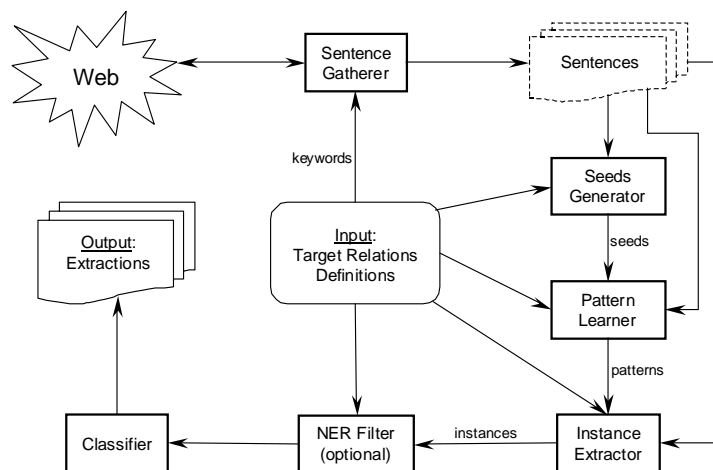 Web
Sentence
Gatherer
Sentences
keywords
Seeds
Generator
Output:
Extractions
Input:
Target Relations
Definitions
seeds
Pattern
Learner
patterns
Classifier
NER Filter
(optional)
instances
Instance
Extractor